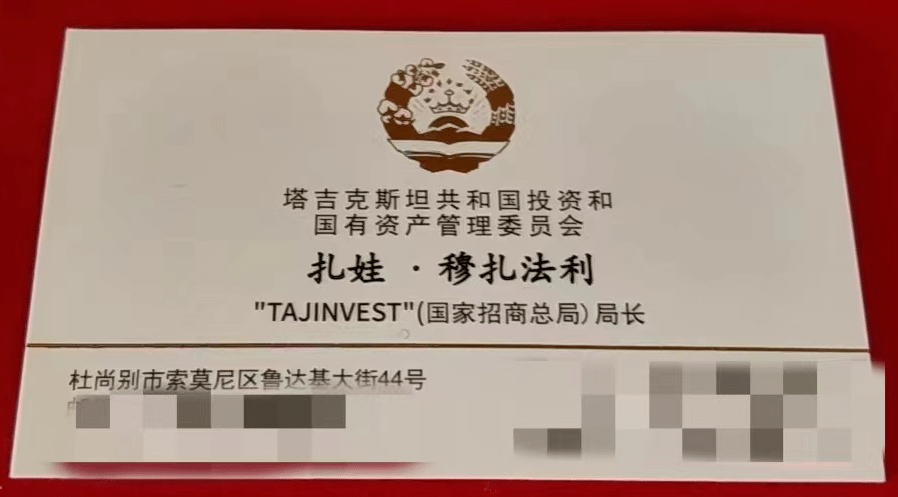 塔吉克斯坦共和国投资和
国有资产管理委员会
扎娃·穆扎法利
"TAJINVEST"(国家招商总局)局长
杜尚别市索莫尼区鲁达基大街44号